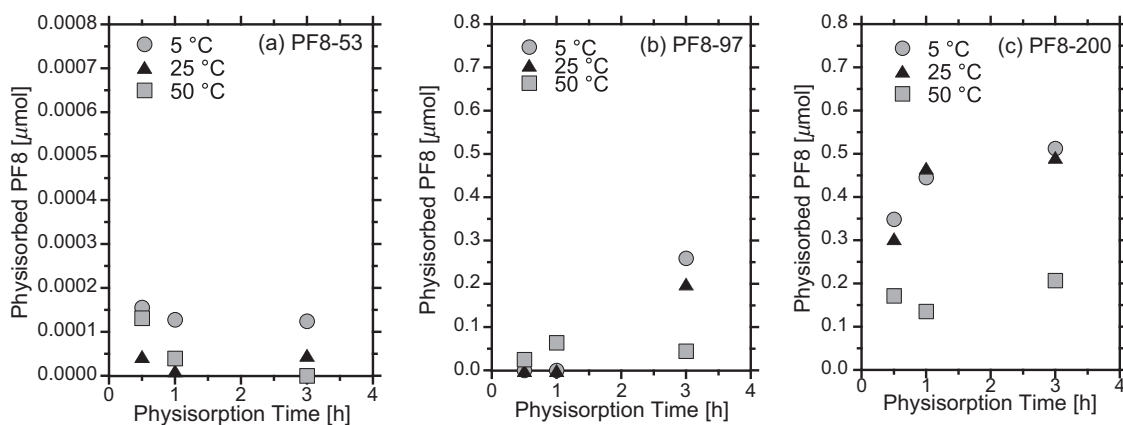 (a) PF8-53
5 °C
25 °C
50 °C
Physisorbed PF8 [μmol]
0.0008
0.0007
0.0006
0.0005
0.0004
0.0003
0.0002
0.0001
0.0000
0 1 2 3 4
Physisorption Time [h]
(b) PF8-97
5 °C
25 °C
50 °C
Physisorbed PF8 [μmol]
0.8
0.7
0.6
0.5
0.4
0.3
0.2
0.1
0.0
0 1 2 3 4
Physisorption Time [h]
(c) PF8-200
5 °C
25 °C
50 °C
Physisorbed PF8 [μmol]
0.8
0.7
0.6
0.5
0.4
0.3
0.2
0.1
0.0
0 1 2 3 4
Physisorption Time [h]